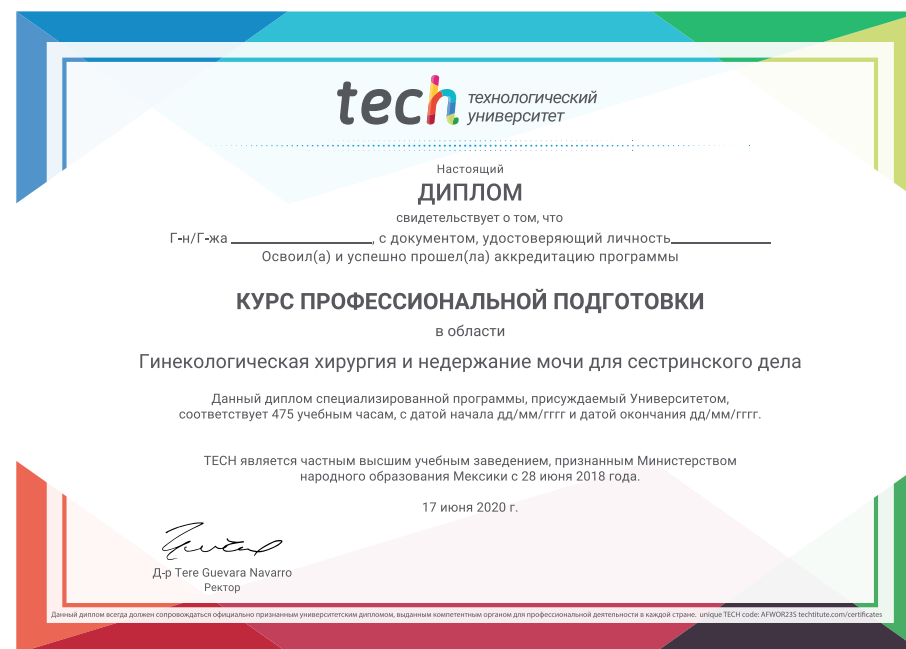 tech технологический
университет
Настоящий
ДИПЛОМ
свидетельствует о том, что
Г-н/Г-жа ____________________, с документом, удостоверяющий личность______________
Освоил(а) и успешно прошел(ла) аккредитацию программы
КУРС ПРОФЕССИОНАЛЬНОЙ ПОДГОТОВКИ
в области
Гинекологическая хирургия и недержание мочи для сестринского дела
Данный диплом специализированной программы, присуждаемый Университетом,
соответствует 475 учебным часам, с датой начала дд/мм/гггг и датой окончания дд/мм/гггг.
TECH является частным высшим учебным заведением, признанным Министерством
народного образования Мексики с 28 июня 2018 года.
17 июня 2020 г.
Д-р Tere Guevara Navarro
Ректор
Данный диплом всегда должен сопровождаться официально признанным университетским дипломом, выданным компетентным органом для профессиональной деятельности в каждой стране. unique TECH code: AFWOR23S techtitute.com/certificates